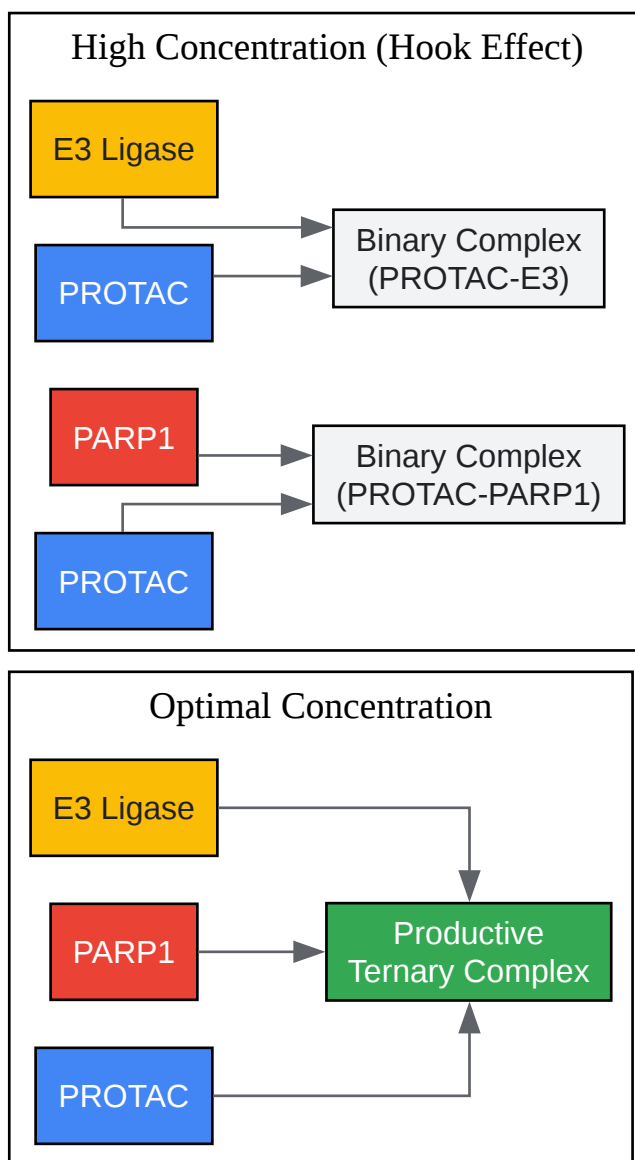 High Concentration (Hook Effect)
E3 Ligase
Binary Complex
(PROTAC-E3)
PROTAC
PARP1
Binary Complex
(PROTAC-PARP1)
PROTAC
Optimal Concentration
E3 Ligase
PARP1
Productive
Ternary Complex
PROTAC